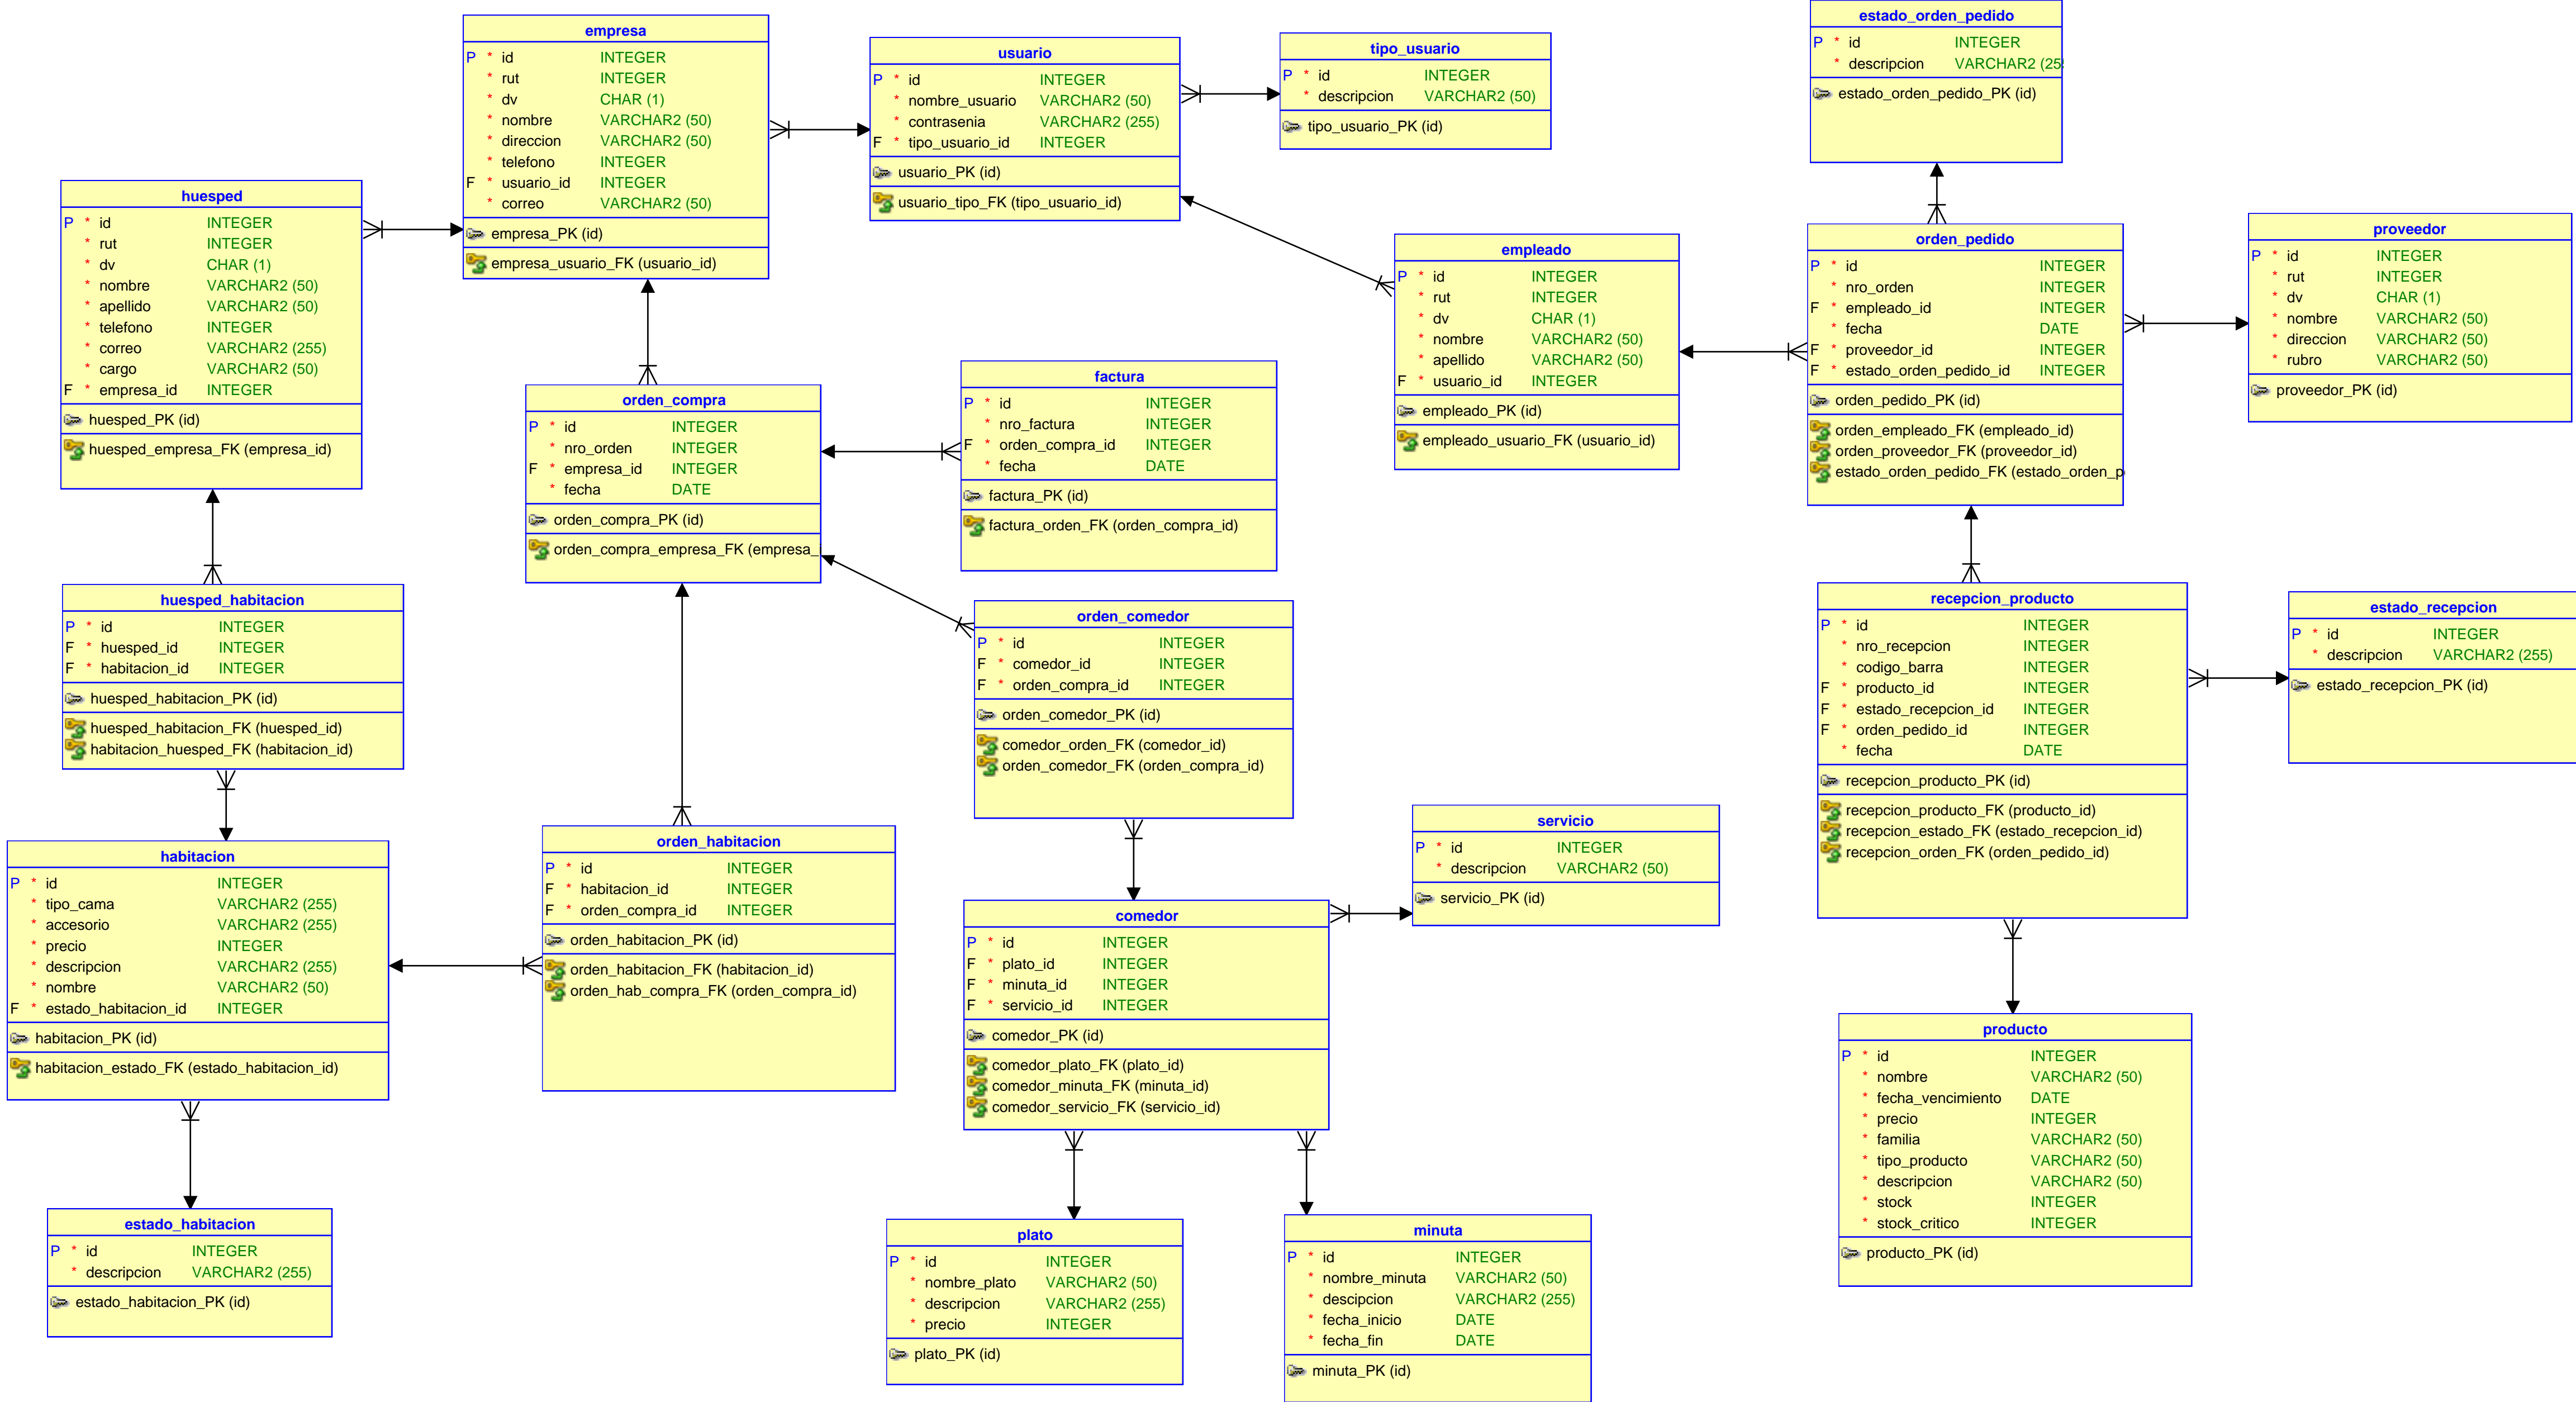 empresa
P * id INTEGER
* rut INTEGER
* dv CHAR (1)
* nombre VARCHAR2 (50)
* direccion VARCHAR2 (50)
* telefono INTEGER
F * usuario_id INTEGER
* correo VARCHAR2 (50)
empresa_PK (id)
empresa_usuario_FK (usuario_id)
usuario
P * id INTEGER
* nombre_usuario VARCHAR2 (50)
* contrasenia VARCHAR2 (255)
F * tipo_usuario_id INTEGER
usuario_PK (id)
usuario_tipo_FK (tipo_usuario_id)
tipo_usuario
P * id INTEGER
* descripcion VARCHAR2 (50)
tipo_usuario_PK (id)
estado_orden_pedido
P * id INTEGER
* descripcion VARCHAR2 (25
estado_orden_pedido_PK (id)
huesped
P * id INTEGER
* rut INTEGER
* dv CHAR (1)
* nombre VARCHAR2 (50)
* apellido VARCHAR2 (50)
* telefono INTEGER
* correo VARCHAR2 (255)
* cargo VARCHAR2 (50)
F * empresa_id INTEGER
huesped_PK (id)
huesped_empresa_FK (empresa_id)
empleado
P * id INTEGER
* rut INTEGER
* dv CHAR (1)
* nombre VARCHAR2 (50)
* apellido VARCHAR2 (50)
F * usuario_id INTEGER
empleado_PK (id)
empleado_usuario_FK (usuario_id)
orden_pedido
P * id INTEGER
* nro_orden INTEGER
F * empleado_id INTEGER
* fecha DATE
F * proveedor_id INTEGER
F * estado_orden_pedido_id INTEGER
orden_pedido_PK (id)
orden_empleado_FK (empleado_id)
orden_proveedor_FK (proveedor_id)
estado_orden_pedido_FK (estado_orden_p
proveedor
P * id INTEGER
* rut INTEGER
* dv CHAR (1)
* nombre VARCHAR2 (50)
* direccion VARCHAR2 (50)
* rubro VARCHAR2 (50)
proveedor_PK (id)
orden_compra
P * id INTEGER
* nro_orden INTEGER
F * empresa_id INTEGER
* fecha DATE
orden_compra_PK (id)
orden_compra_empresa_FK (empresa_
factura
P * id INTEGER
* nro_factura INTEGER
F * orden_compra_id INTEGER
* fecha DATE
factura_PK (id)
factura_orden_FK (orden_compra_id)
huesped_habitacion
P * id INTEGER
F * huesped_id INTEGER
F * habitacion_id INTEGER
huesped_habitacion_PK (id)
huesped_habitacion_FK (huesped_id)
habitacion_huesped_FK (habitacion_id)
orden_comedor
P * id INTEGER
F * comedor_id INTEGER
F * orden_compra_id INTEGER
orden_comedor_PK (id)
comedor_orden_FK (comedor_id)
orden_comedor_FK (orden_compra_id)
recepcion_producto
P * id INTEGER
* nro_recepcion INTEGER
* codigo_barra INTEGER
F * producto_id INTEGER
F * estado_recepcion_id INTEGER
F * orden_pedido_id INTEGER
* fecha DATE
recepcion_producto_PK (id)
recepcion_producto_FK (producto_id)
recepcion_estado_FK (estado_recepcion_id)
recepcion_orden_FK (orden_pedido_id)
estado_recepcion
P * id INTEGER
* descripcion VARCHAR2 (255)
estado_recepcion_PK (id)
habitacion
P * id INTEGER
* tipo_cama VARCHAR2 (255)
* accesorio VARCHAR2 (255)
* precio INTEGER
* descripcion VARCHAR2 (255)
* nombre VARCHAR2 (50)
F * estado_habitacion_id INTEGER
habitacion_PK (id)
habitacion_estado_FK (estado_habitacion_id)
orden_habitacion
P * id INTEGER
F * habitacion_id INTEGER
F * orden_compra_id INTEGER
orden_habitacion_PK (id)
orden_habitacion_FK (habitacion_id)
orden_hab_compra_FK (orden_compra_id)
servicio
P * id INTEGER
* descripcion VARCHAR2 (50)
servicio_PK (id)
comedor
P * id INTEGER
F * plato_id INTEGER
F * minuta_id INTEGER
F * servicio_id INTEGER
comedor_PK (id)
comedor_plato_FK (plato_id)
comedor_minuta_FK (minuta_id)
comedor_servicio_FK (servicio_id)
producto
P * id INTEGER
* nombre VARCHAR2 (50)
* fecha_vencimiento DATE
* precio INTEGER
* familia VARCHAR2 (50)
* tipo_producto VARCHAR2 (50)
* descripcion VARCHAR2 (50)
* stock INTEGER
* stock_critico INTEGER
producto_PK (id)
estado_habitacion
P * id INTEGER
* descripcion VARCHAR2 (255)
estado_habitacion_PK (id)
plato
P * id INTEGER
* nombre_plato VARCHAR2 (50)
* descripcion VARCHAR2 (255)
* precio INTEGER
plato_PK (id)
minuta
P * id INTEGER
* nombre_minuta VARCHAR2 (50)
* descipcion VARCHAR2 (255)
* fecha_inicio DATE
* fecha_fin DATE
minuta_PK (id)